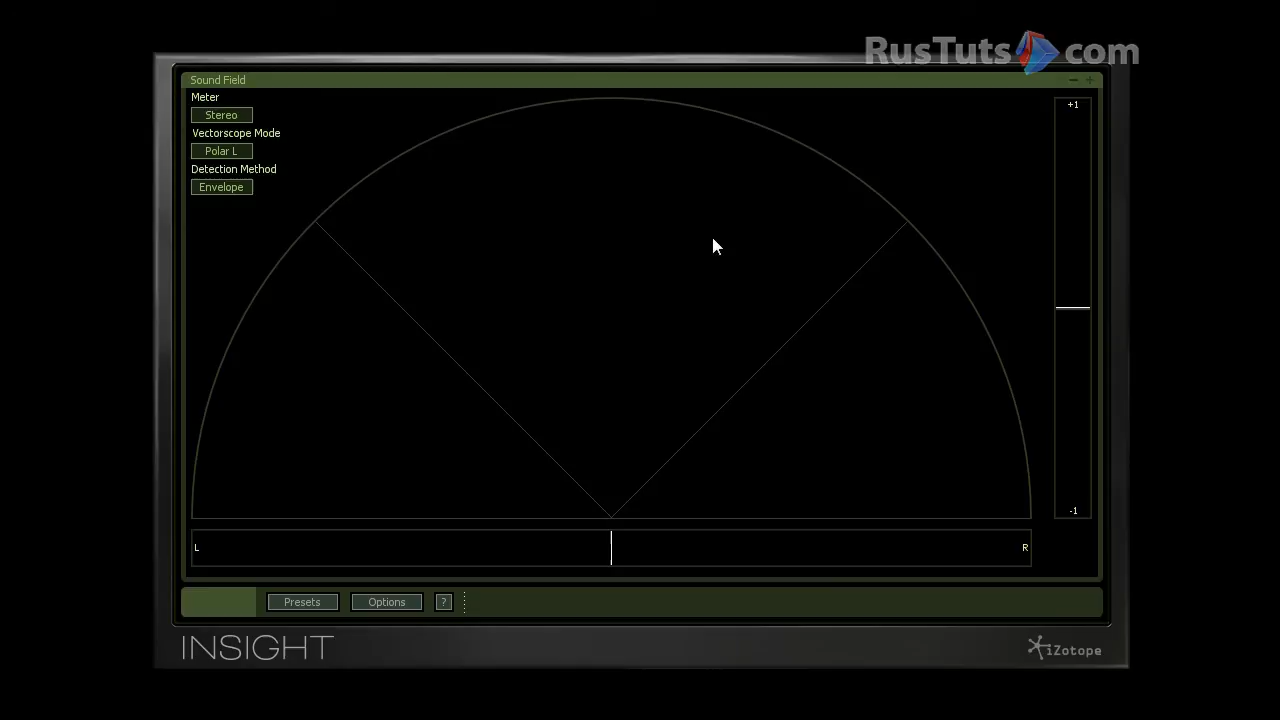 RusTuts.com
Sound Field
Meter
Stereo
Vectorscope Mode
Polar L
Detection Method
Envelope
+1
-1
L
R
Presets
Options
?
INSIGHT
iZotope